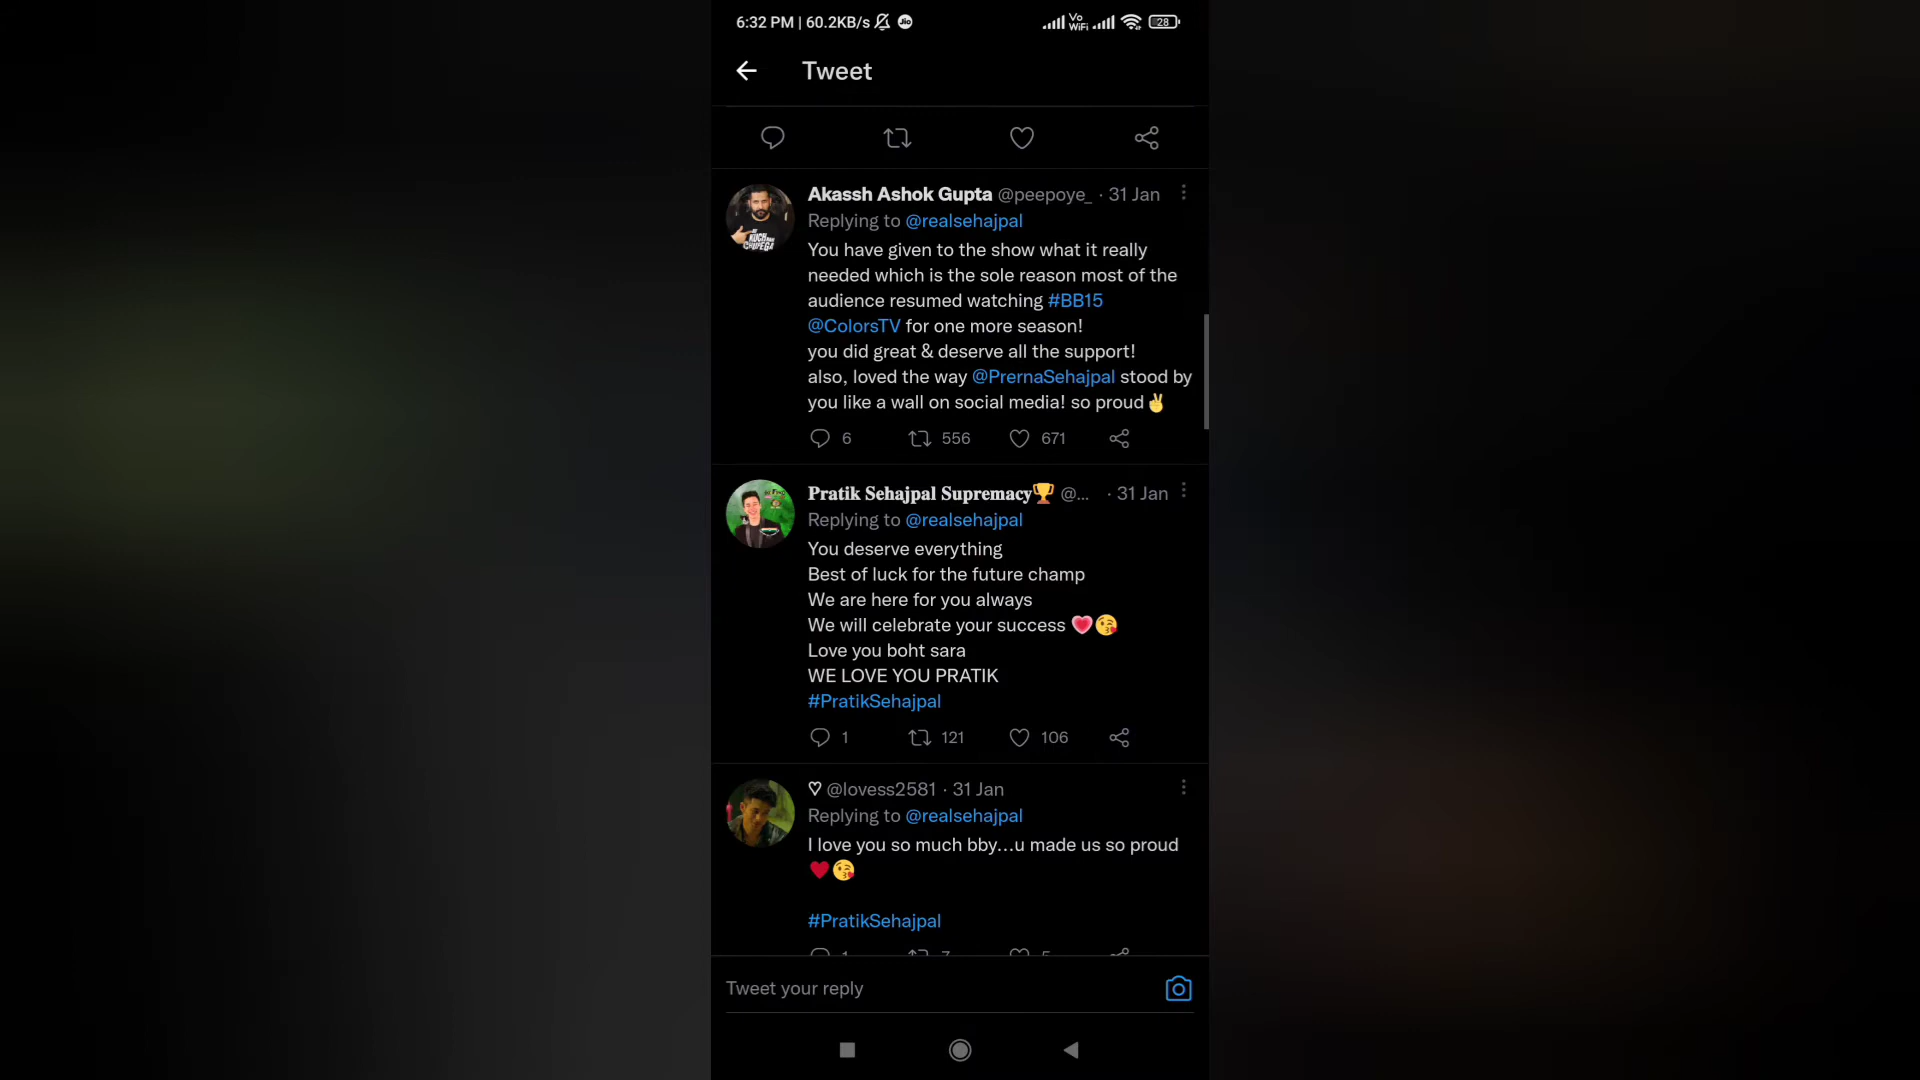 6:32 PM | 60.2KB/s
Jio
Vo
WiFi
28
Tweet
Akassh Ashok Gupta @peepoye_ · 31 Jan
Replying to @realsehajpal
You have given to the show what it really
needed which is the sole reason most of the
audience resumed watching #BB15
@ColorsTV for one more season!
you did great & deserve all the support!
also, loved the way @PrernaSehajpal stood by
you like a wall on social media! so proud✌
6 556 671
Pratik Sehajpal Supremacy🏆 @... · 31 Jan
Replying to @realsehajpal
You deserve everything
Best of luck for the future champ
We are here for you always
We will celebrate your success 💗😘
Love you boht sara
WE LOVE YOU PRATIK
#PratikSehajpal
1 121 106
♡ @lovess2581 · 31 Jan
Replying to @realsehajpal
I love you so much bby...u made us so proud
♥😘
#PratikSehajpal
Tweet your reply